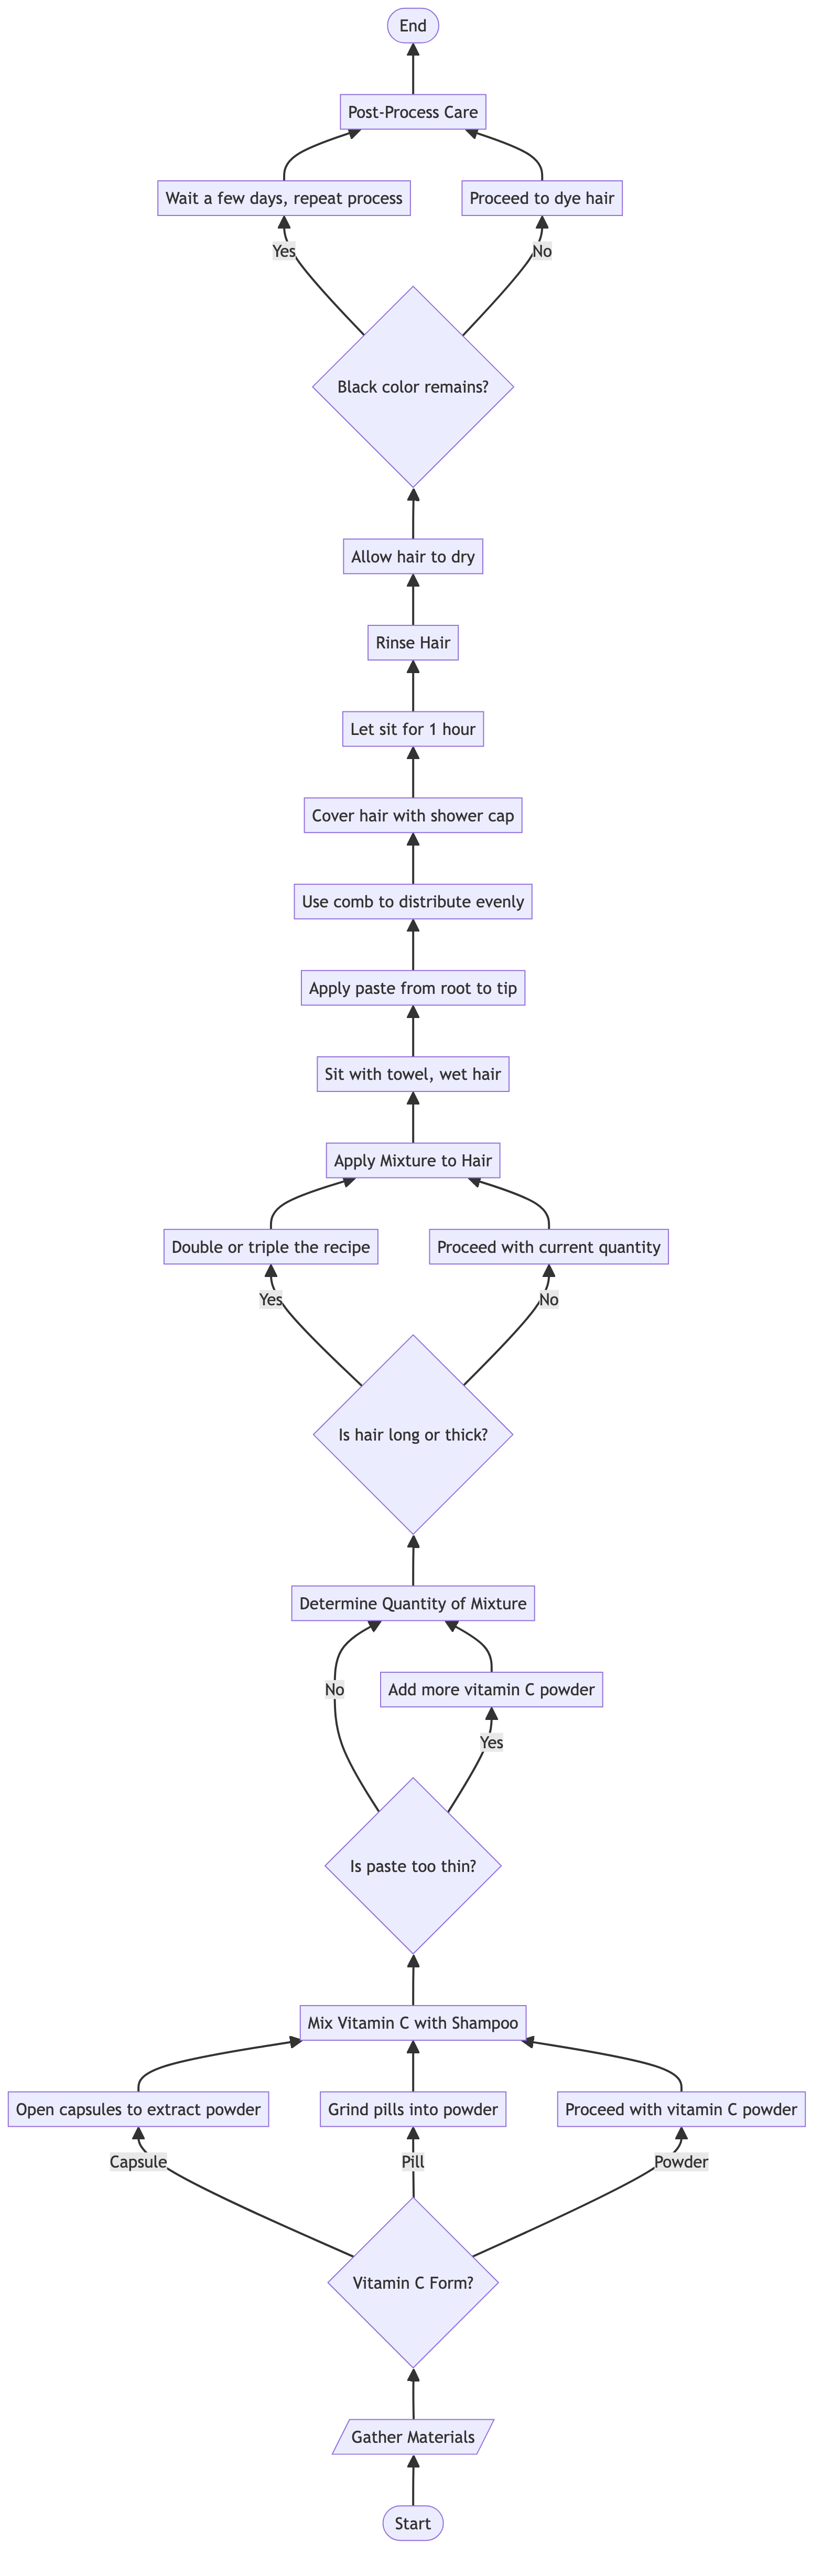 End
Post-Process Care
Wait a few days, repeat process
Proceed to dye hair
Yes
No
Black color remains?
Allow hair to dry
Rinse Hair
Let sit for 1 hour
Cover hair with shower cap
Use comb to distribute evenly
Apply paste from root to tip
Sit with towel, wet hair
Apply Mixture to Hair
Double or triple the recipe
Proceed with current quantity
Yes
No
Is hair long or thick?
Determine Quantity of Mixture
No
Add more vitamin C powder
Yes
Is paste too thin?
Mix Vitamin C with Shampoo
Open capsules to extract powder
Grind pills into powder
Proceed with vitamin C powder
Capsule
Pill
Powder
Vitamin C Form?
Gather Materials
Start